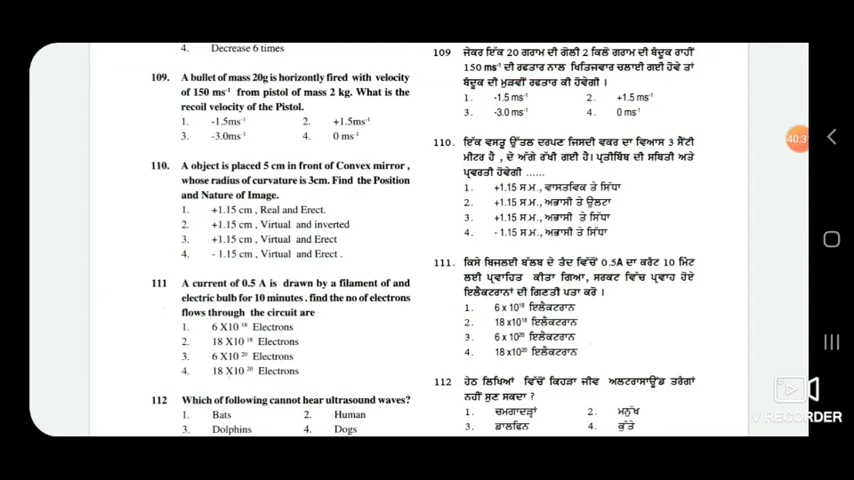 4. Decrease 6 times
109. A bullet of mass 20g is horizontly fired with velocity
of 150 ms⁻¹ from pistol of mass 2 kg. What is the
recoil velocity of the Pistol.
1. -1.5ms⁻¹ 2. +1.5ms⁻¹
3. -3.0ms⁻¹ 4. 0 ms⁻¹
110. A object is placed 5 cm in front of Convex mirror,
whose radius of curvature is 3cm. Find the Position
and Nature of Image.
1. +1.15 cm, Real and Erect.
2. +1.15 cm, Virtual and inverted
3. +1.15 cm, Virtual and Erect
4. - 1.15 cm, Virtual and Erect .
111 A current of 0.5 A is drawn by a filament of and
electric bulb for 10 minutes . find the no of electrons
flows through the circuit are
1. 6 X10 ¹⁸ Electrons
2. 18 X10 ¹⁸ Electrons
3. 6 X10 ²⁰ Electrons
4. 18 X10 ²⁰ Electrons
112 Which of following cannot hear ultrasound waves?
1. Bats 2. Human
3. Dolphins 4. Dogs
109 ਜੇਕਰ ਇੱਕ 20 ਗਰਾਮ ਦੀ ਗੋਲੀ 2 ਕਿਲੋ ਗਰਾਮ ਦੀ ਬੰਦੂਕ ਰਾਹੀਂ
150 ms⁻¹ ਦੀ ਰਫਤਾਰ ਨਾਲ ਖਿਤਿਜਵਾਰ ਚਲਾਈ ਗਈ ਹੋਵੇ ਤਾਂ
ਬੰਦੂਕ ਦੀ ਮੁੜਵੀਂ ਰਫਤਾਰ ਕੀ ਹੋਵੇਗੀ ।
1. -1.5 ms⁻¹ 2. +1.5 ms⁻¹
3. -3.0 ms⁻¹ 4. 0 ms⁻¹
110. ਇੱਕ ਵਸਤੂ ਉੱਤਲ ਦਰਪਣ ਜਿਸਦੀ ਵਕਰ ਦਾ ਵਿਆਸ 3 ਸੈਂਟੀ
ਮੀਟਰ ਹੈ , ਦੇ ਅੱਗੇ ਰੱਖੀ ਗਈ ਹੈ। ਪ੍ਰਤੀਬਿੰਬ ਦੀ ਸਥਿਤੀ ਅਤੇ
ਪ੍ਰਵਰਤੀ ਹੋਵੇਗੀ ......
1. +1.15 ਸ.ਮ., ਵਾਸਤਵਿਕ ਤੇ ਸਿੱਧਾ
2. +1.15 ਸ.ਮ., ਅਭਾਸੀ ਤੇ ਉਲਟਾ
3. +1.15 ਸ.ਮ., ਅਭਾਸੀ ਤੇ ਸਿੱਧਾ
4. - 1.15 ਸ.ਮ., ਅਭਾਸੀ ਤੇ ਸਿੱਧਾ
111. ਕਿਸੇ ਬਿਜਲਈ ਬੱਲਬ ਦੇ ਤੰਦ ਵਿੱਚੋਂ 0.5A ਦਾ ਕਰੰਟ 10 ਮਿੰਟ
ਲਈ ਪ੍ਰਵਾਹਿਤ ਕੀਤਾ ਗਿਆ, ਸਰਕਟ ਵਿੱਚ ਪ੍ਰਵਾਹ ਹੋਏ
ਇਲੈਕਟਰਾਨਾਂ ਦੀ ਗਿਣਤੀ ਪਤਾ ਕਰੋ ।
1. 6 x 10¹⁸ ਇਲੈਕਟਰਾਨ
2. 18 x10¹⁸ ਇਲੈਕਟਰਾਨ
3. 6 x10²⁰ ਇਲੈਕਟਰਾਨ
4. 18 x10²⁰ ਇਲੈਕਟਰਾਨ
112 ਹੇਠ ਲਿਖਿਆਂ ਵਿੱਚੋਂ ਕਿਹੜਾ ਜੀਵ ਅਲਟਰਾਸਾਊਂਡ ਤਰੰਗਾਂ
ਨਹੀਂ ਸੁਣ ਸਕਦਾ ?
1. ਚਮਗਾਦੜਾਂ 2. ਮਨੁੱਖ
3. ਡਾਲਫਿਨ 4. ਕੁੱਤੇ
40:3
V.RECORDER